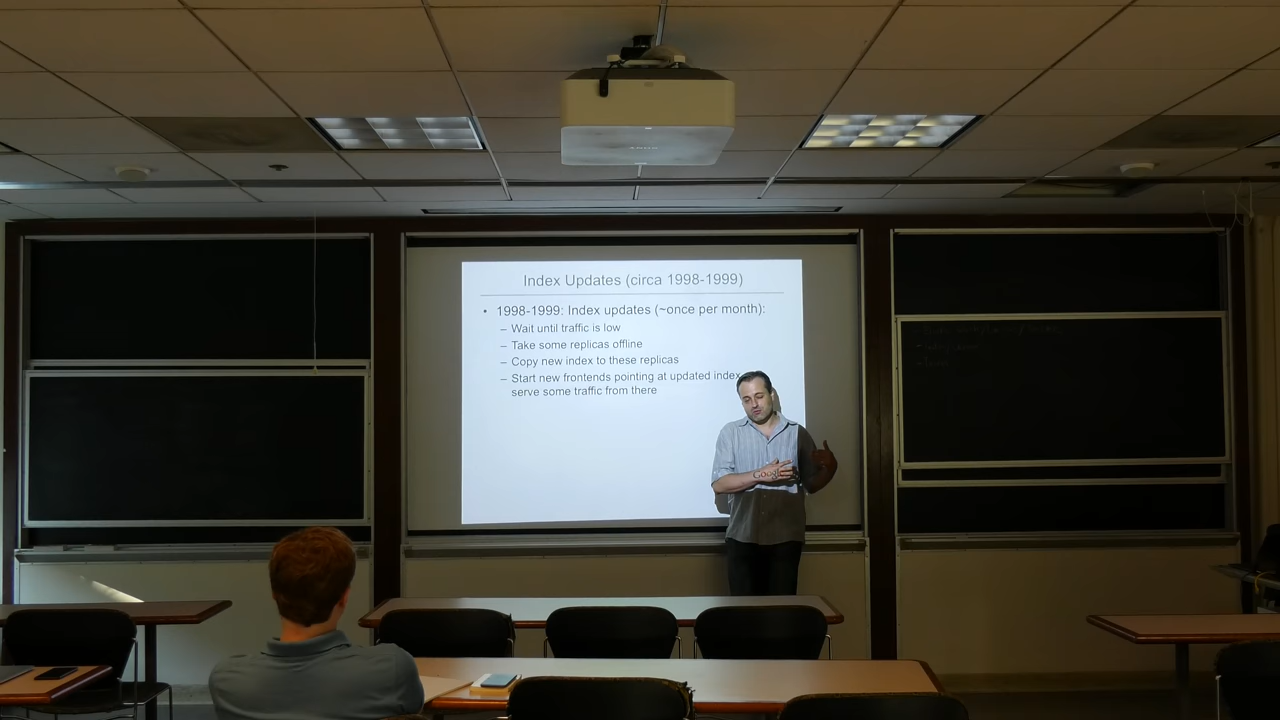 Index Updates (circa 1998-1999)
• 1998-1999: Index updates (~once per month):
– Wait until traffic is low
– Take some replicas offline
– Copy new index to these replicas
– Start new frontends pointing at updated index
serve some traffic from there
Google